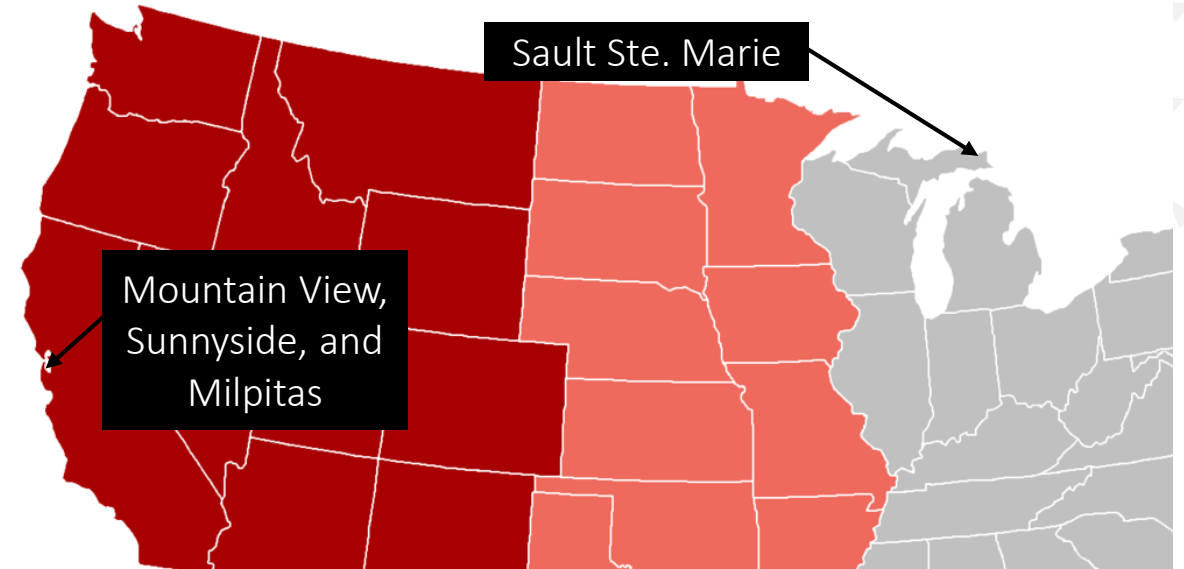 Sault Ste. Marie
Mountain View,
Sunnyside, and
Milpitas